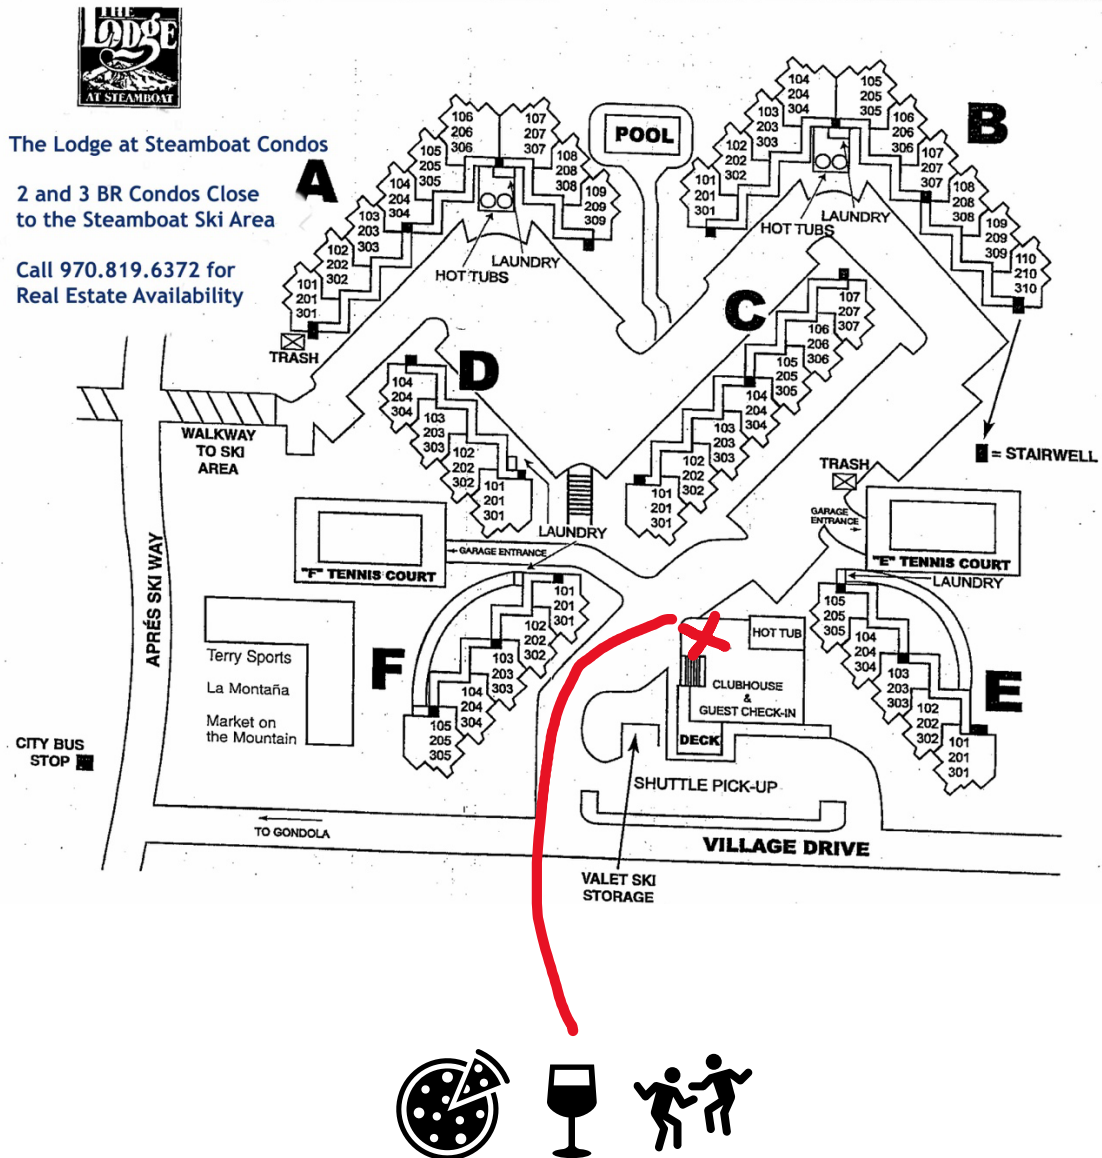 THE
LODGE
AT STEAMBOAT
The Lodge at Steamboat Condos
2 and 3 BR Condos Close
to the Steamboat Ski Area
Call 970.819.6372 for
Real Estate Availability
A
101
201
301
102
202
302
103
203
303
104
204
304
105
205
305
106
206
306
107
207
307
108
208
308
109
209
309
HOT TUBS
LAUNDRY
TRASH
POOL
B
101
201
301
102
202
302
103
203
303
104
204
304
105
205
305
106
206
306
107
207
307
108
208
308
109
209
309
110
210
310
LAUNDRY
HOT TUBS
C
107
207
307
106
206
306
105
205
305
104
204
304
103
203
303
102
202
302
101
201
301
D
104
204
304
103
203
303
102
202
302
101
201
301
LAUNDRY
WALKWAY
TO SKI
AREA
= STAIRWELL
TRASH
GARAGE
ENTRANCE
"E" TENNIS COURT
LAUNDRY
"F" TENNIS COURT
GARAGE ENTRANCE
APRÉS SKI WAY
F
101
201
301
102
202
302
103
203
303
104
204
304
105
205
305
E
105
205
305
104
204
304
103
203
303
102
202
302
101
201
301
HOT TUB
CLUBHOUSE
&
GUEST CHECK-IN
DECK
Terry Sports
La Montaña
Market on
the Mountain
CITY BUS
STOP
SHUTTLE PICK-UP
TO GONDOLA
VILLAGE DRIVE
VALET SKI
STORAGE